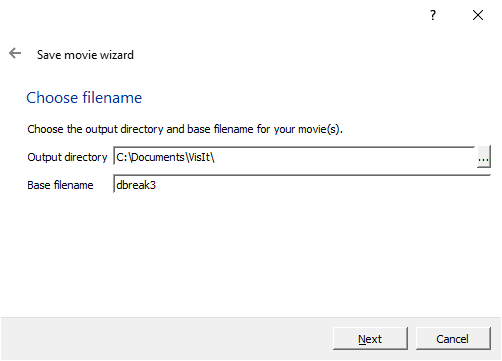 ?
Save movie wizard
Choose filename
Choose the output directory and base filename for your movie(s).
Output directory C:\Documents\VisIt\ ...
Base filename dbreak3
Next Cancel